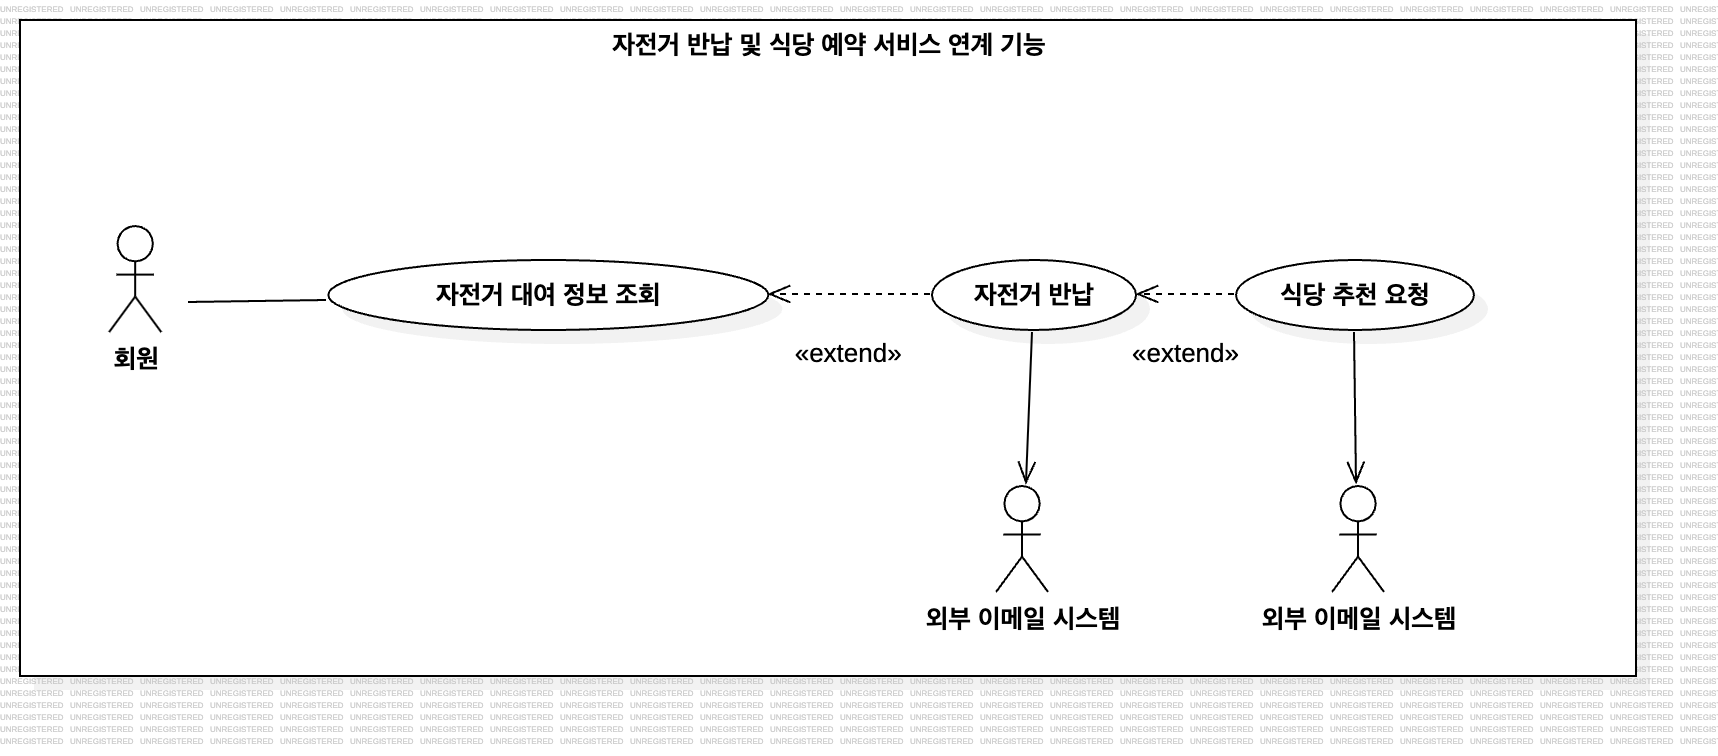 자전거 반납 및 식당 예약 서비스 연계 기능
자전거 대여 정보 조회
자전거 반납
식당 추천 요청
회원
«extend»
«extend»
외부 이메일 시스템
외부 이메일 시스템
UNREGISTERED